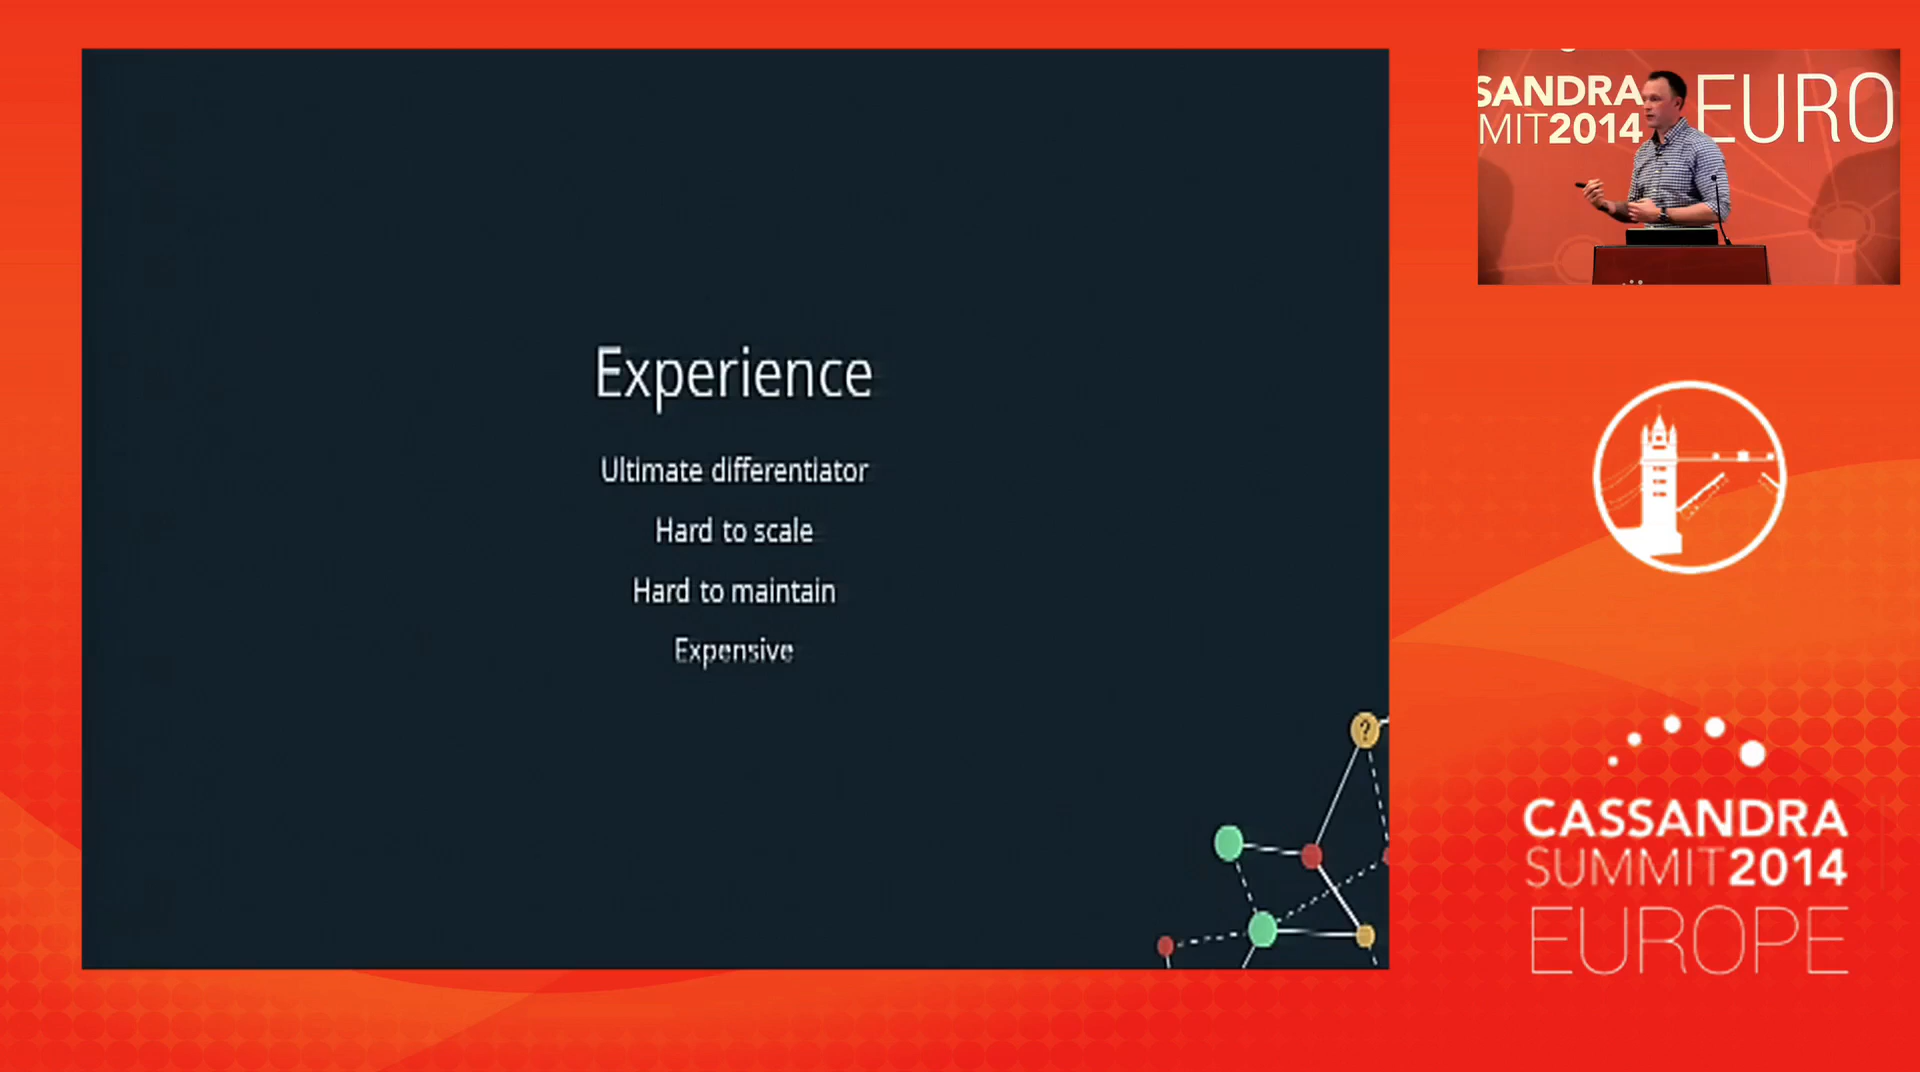 Experience
Ultimate differentiator
Hard to scale
Hard to maintain
Expensive
?
SANDRA
MIT2014
EURO
CASSANDRA
SUMMIT2014
EUROPE